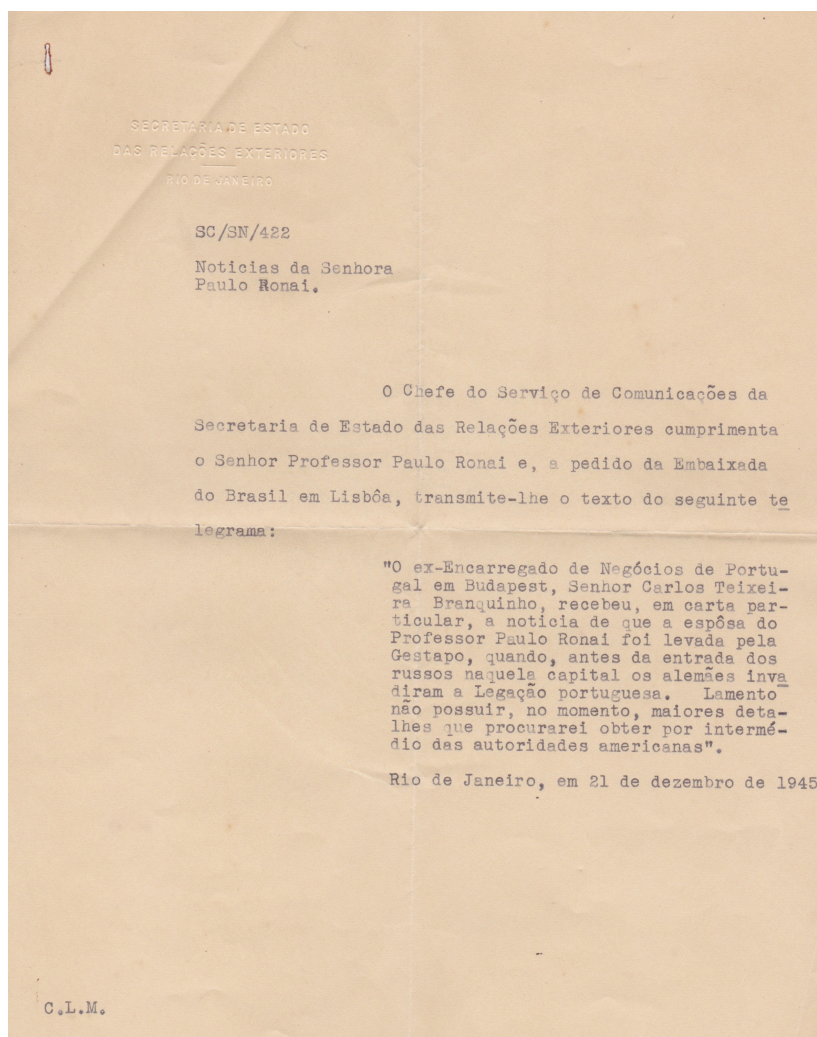 SECRETARIA DE ESTADO
DAS RELAÇÕES EXTERIORES
RIO DE JANEIRO
SC/SN/422
Noticias da Senhora
Paulo Ronai.
O Chefe do Serviço de Comunicações da
Secretaria de Estado das Relações Exteriores cumprimenta
o Senhor Professor Paulo Ronai e, a pedido da Embaixada
do Brasil em Lisbôa, transmite-lhe o texto do seguinte te
legrama:
"O ex-Encarregado de Negócios de Portu-
gal em Budapest, Senhor Carlos Teixei-
ra Branquinho, recebeu, em carta par-
ticular, a noticia de que a espôsa do
Professor Paulo Ronai foi levada pela
Gestapo, quando, antes da entrada dos
russos naquela capital os alemães inva
diram a Legação portuguesa. Lamento
não possuir, no momento, maiores deta-
lhes que procurarei obter por intermé-
dio das autoridades americanas".
Rio de Janeiro, em 21 de dezembro de 1945
C.L.M.